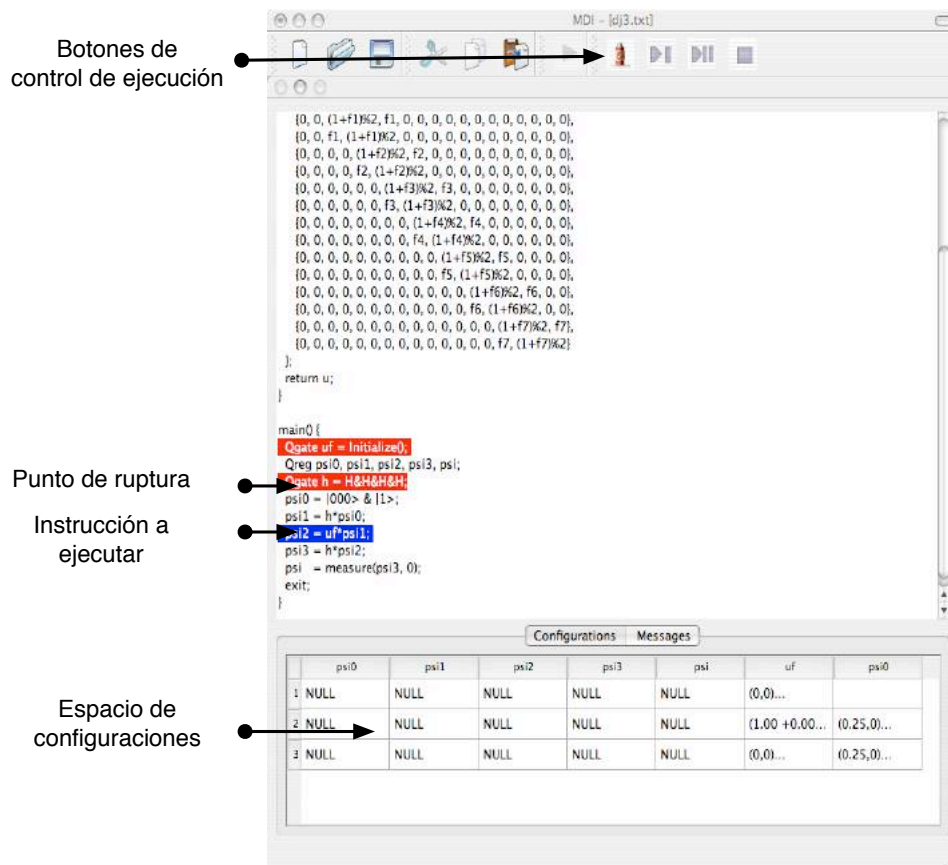 MDI - [dj3.txt]
Botones de
control de ejecución
{0, 0, (1+f1)%2, f1, 0, 0, 0, 0, 0, 0, 0, 0, 0, 0, 0, 0},
{0, 0, f1, (1+f1)%2, 0, 0, 0, 0, 0, 0, 0, 0, 0, 0, 0, 0},
{0, 0, 0, 0, (1+f2)%2, f2, 0, 0, 0, 0, 0, 0, 0, 0, 0, 0},
{0, 0, 0, 0, f2, (1+f2)%2, 0, 0, 0, 0, 0, 0, 0, 0, 0, 0},
{0, 0, 0, 0, 0, 0, (1+f3)%2, f3, 0, 0, 0, 0, 0, 0, 0, 0},
{0, 0, 0, 0, 0, 0, f3, (1+f3)%2, 0, 0, 0, 0, 0, 0, 0, 0},
{0, 0, 0, 0, 0, 0, 0, 0, (1+f4)%2, f4, 0, 0, 0, 0, 0, 0},
{0, 0, 0, 0, 0, 0, 0, 0, f4, (1+f4)%2, 0, 0, 0, 0, 0, 0},
{0, 0, 0, 0, 0, 0, 0, 0, 0, 0, (1+f5)%2, f5, 0, 0, 0, 0},
{0, 0, 0, 0, 0, 0, 0, 0, 0, 0, f5, (1+f5)%2, 0, 0, 0, 0},
{0, 0, 0, 0, 0, 0, 0, 0, 0, 0, 0, 0, (1+f6)%2, f6, 0, 0},
{0, 0, 0, 0, 0, 0, 0, 0, 0, 0, 0, 0, f6, (1+f6)%2, 0, 0},
{0, 0, 0, 0, 0, 0, 0, 0, 0, 0, 0, 0, 0, 0, (1+f7)%2, f7},
{0, 0, 0, 0, 0, 0, 0, 0, 0, 0, 0, 0, 0, 0, f7, (1+f7)%2}
};
return u;
}
main() {
Qgate uf = Initialize();
Qreg psi0, psi1, psi2, psi3, psi;
Punto de ruptura
Qgate h = H&H&H&H;
psi0 = |000> & |1>;
psi1 = h*psi0;
Instrucción a
ejecutar
psi2 = uf*psi1;
psi3 = h*psi2;
psi = measure(psi3, 0);
exit;
}
Configurations Messages
psi0 psi1 psi2 psi3 psi uf psi0
1 NULL NULL NULL NULL NULL (0,0)...
Espacio de
configuraciones
2 NULL NULL NULL NULL NULL (1.00 +0.00... (0.25,0)...
3 NULL NULL NULL NULL NULL (0,0)... (0.25,0)...